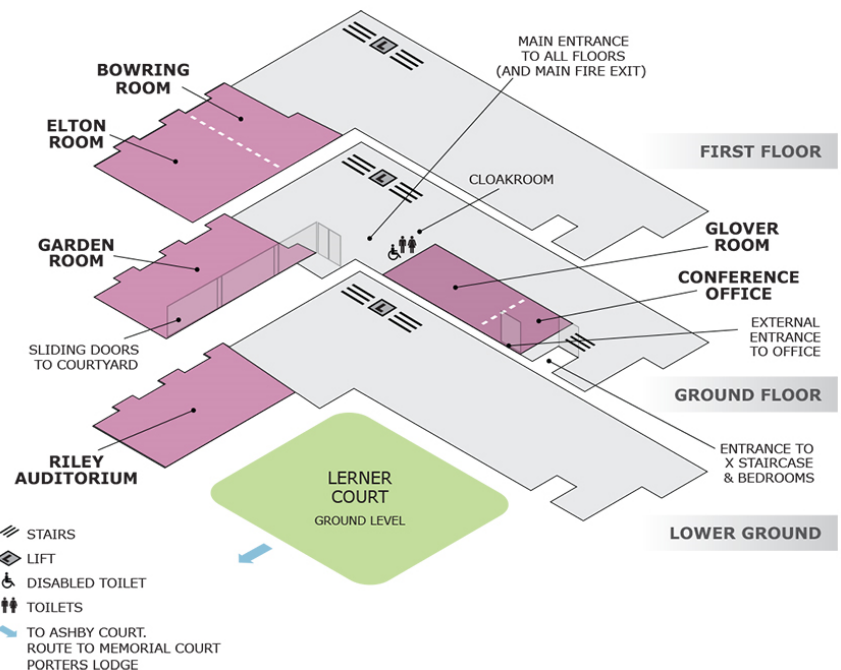 MAIN ENTRANCE
TO ALL FLOORS
(AND MAIN FIRE EXIT)
BOWRING
ROOM
ELTON
ROOM
FIRST FLOOR
CLOAKROOM
GLOVER
ROOM
GARDEN
ROOM
CONFERENCE
OFFICE
EXTERNAL
ENTRANCE
TO OFFICE
SLIDING DOORS
TO COURTYARD
GROUND FLOOR
ENTRANCE TO
X STAIRCASE
& BEDROOMS
RILEY
AUDITORIUM
LERNER
COURT
GROUND LEVEL
LOWER GROUND
STAIRS
LIFT
DISABLED TOILET
TOILETS
TO ASHBY COURT.
ROUTE TO MEMORIAL COURT
PORTERS LODGE
L
L
L
L